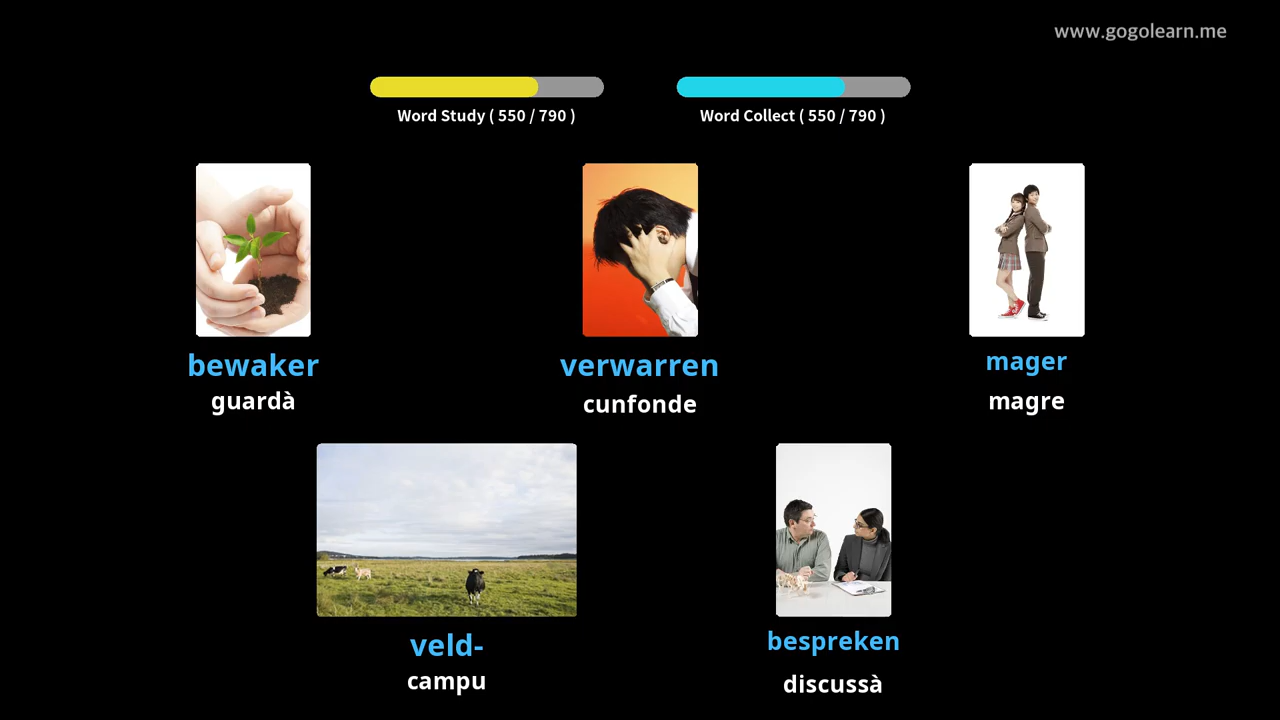 www.gogolearn.me
Word Study ( 550 / 790 )
Word Collect ( 550 / 790 )
bewaker
guardà
verwarren
cunfonde
mager
magre
veld-
campu
bespreken
discussà